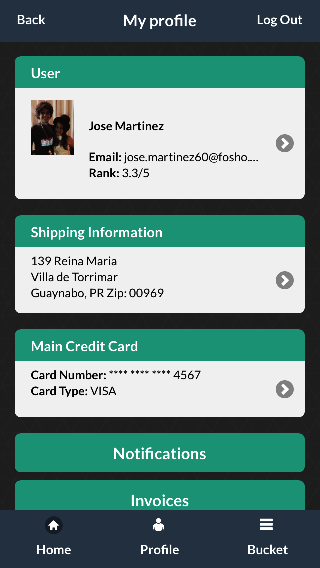 Back My profile Log Out
User
Jose Martinez
Email: jose.martinez60@fosho....
Rank: 3.3/5
Shipping Information
139 Reina Maria
Villa de Torrimar
Guaynabo, PR Zip: 00969
Main Credit Card
Card Number: **** **** **** 4567
Card Type: VISA
Notifications
Invoices
Home Profile Bucket